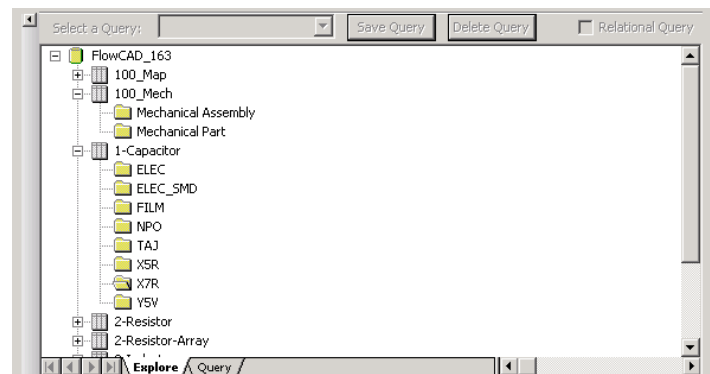 Select a Query: Save Query Delete Query Relational Query
FlowCAD_163
100_Map
100_Mech
Mechanical Assembly
Mechanical Part
1-Capacitor
ELEC
ELEC_SMD
FILM
NPO
TAJ
X5R
X7R
Y5V
2-Resistor
2-Resistor-Array
Explore Query